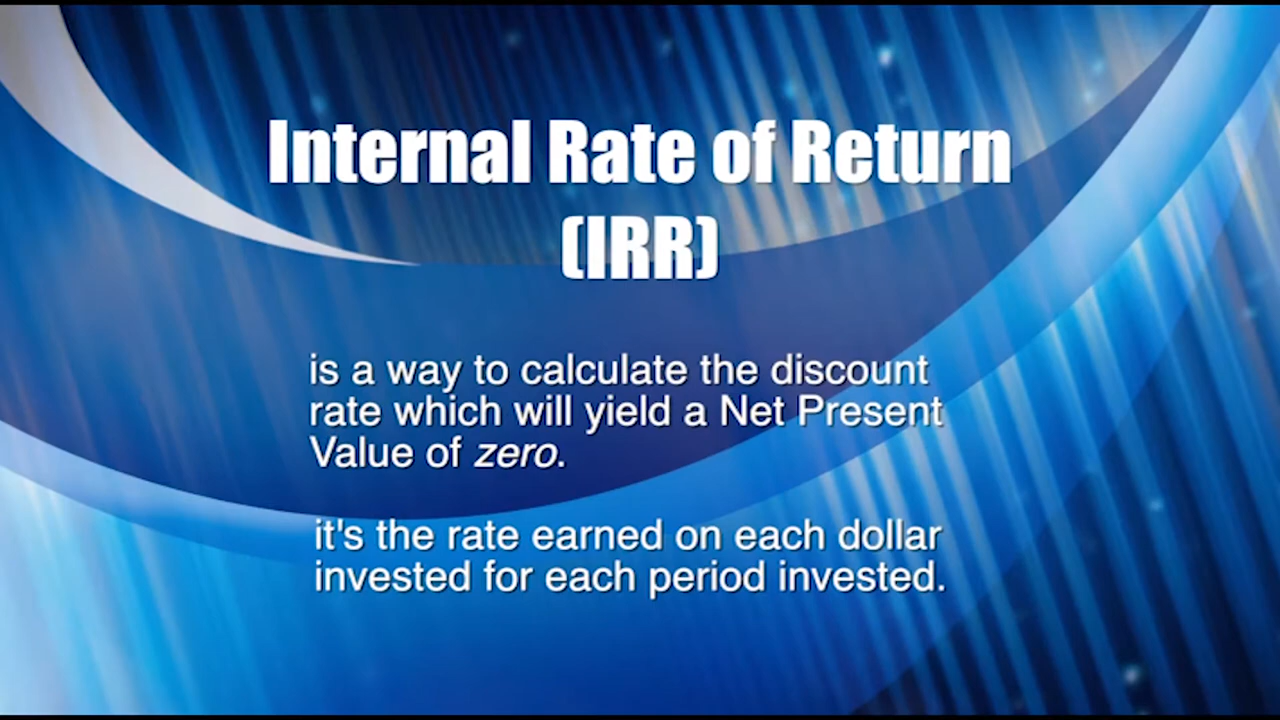 Internal Rate of Return
(IRR)
is a way to calculate the discount
rate which will yield a Net Present
Value of zero.
it's the rate earned on each dollar
invested for each period invested.